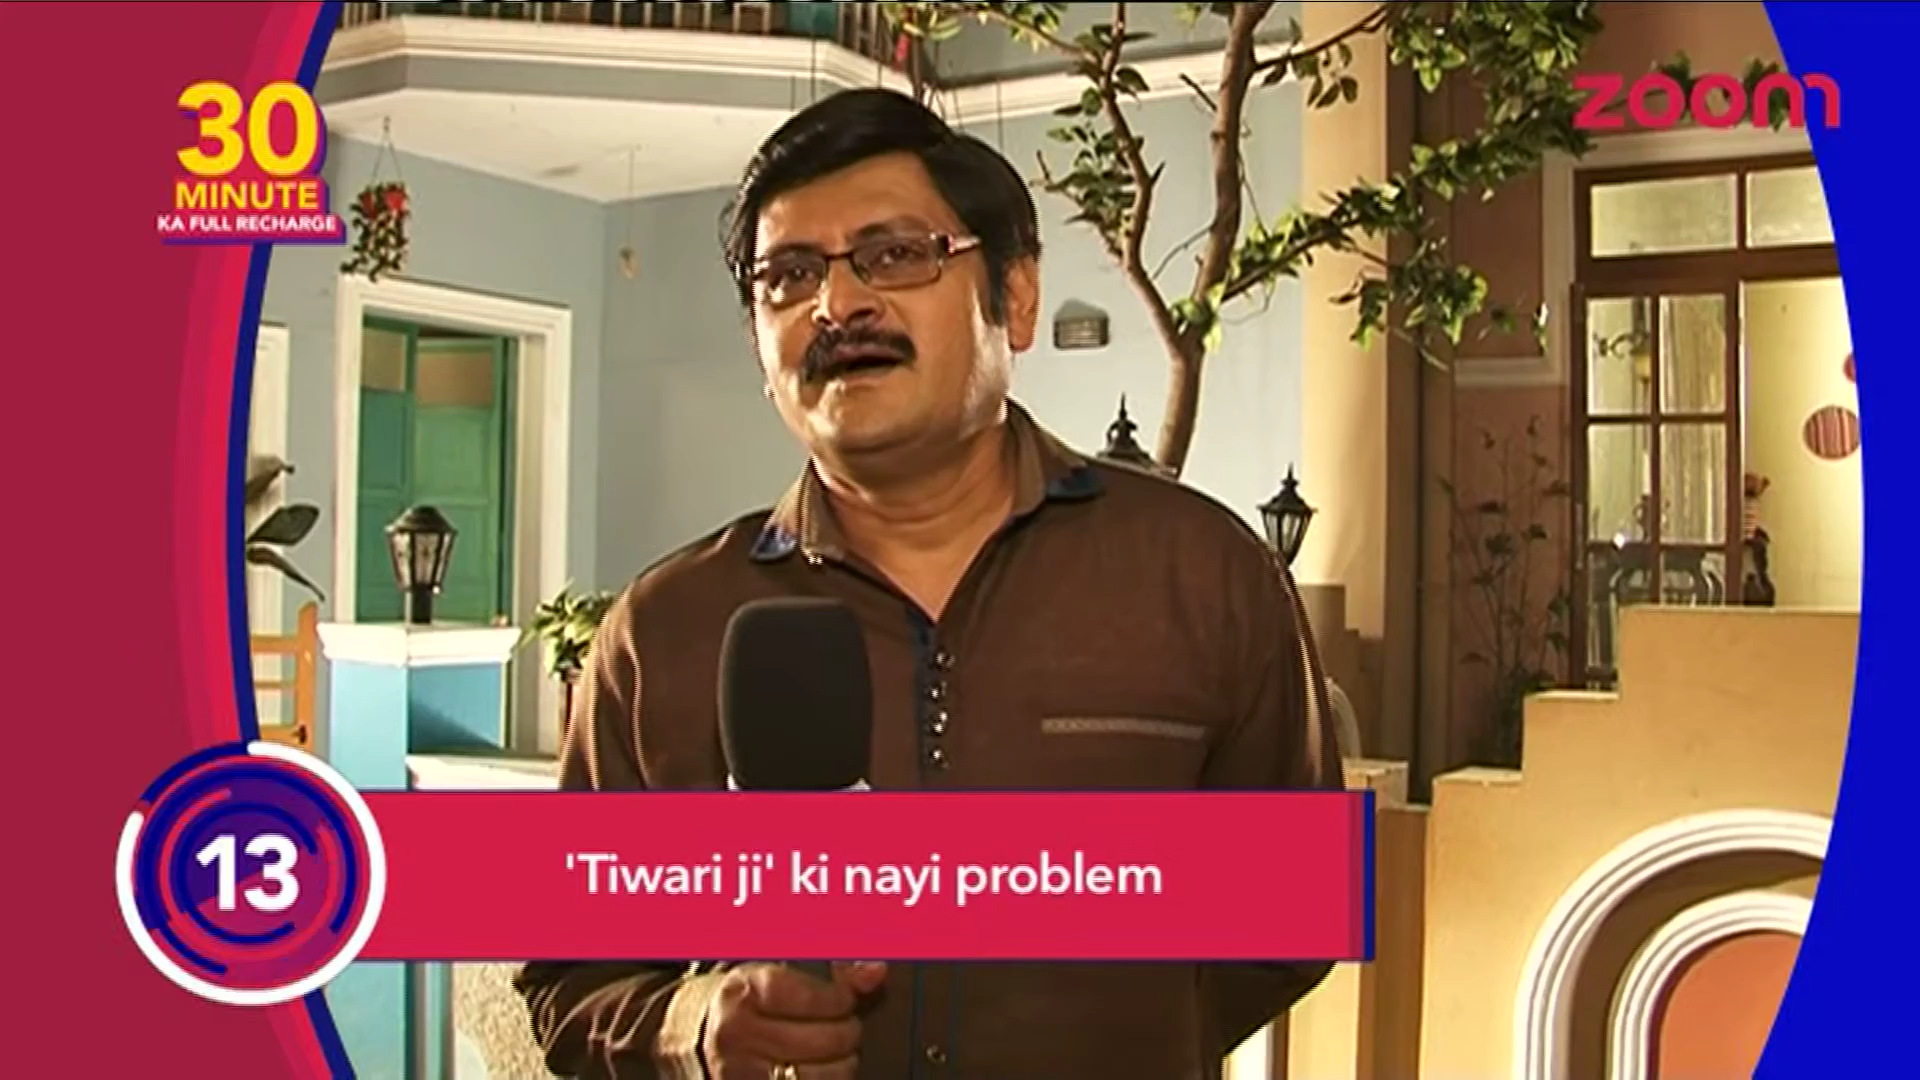 30
MINUTE
KA FULL RECHARGE
zoom
13
'Tiwari ji' ki nayi problem